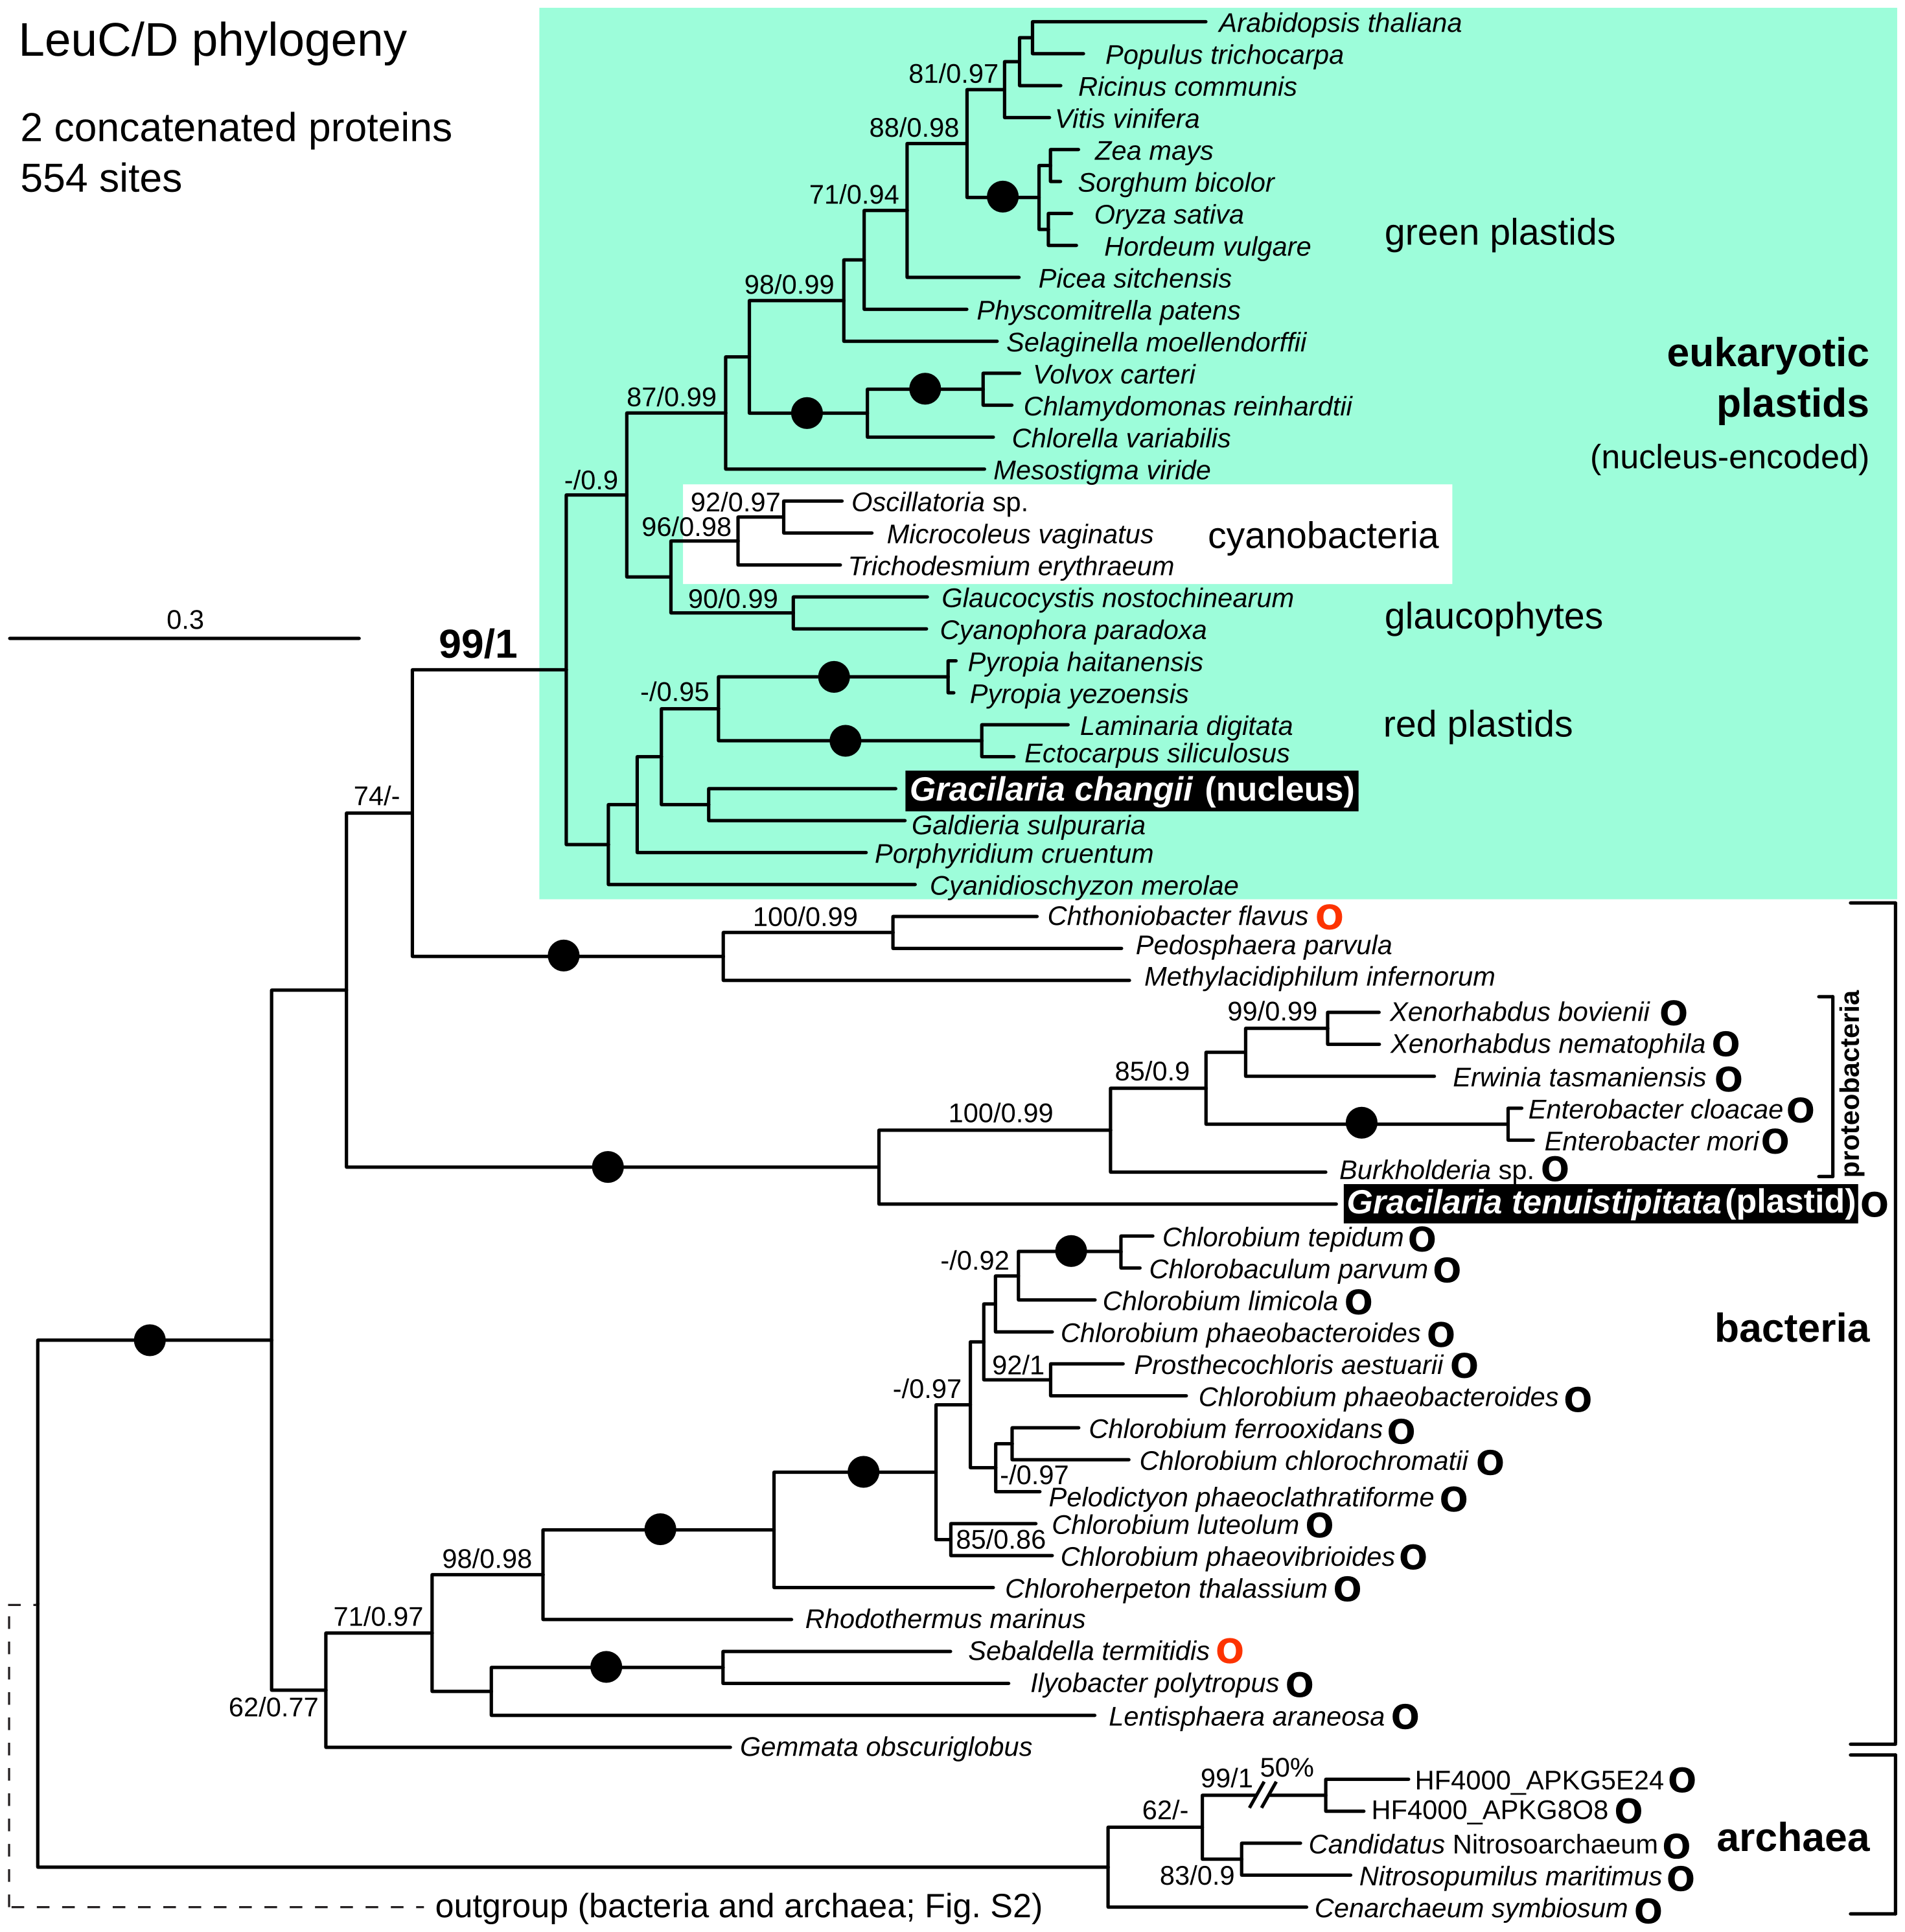 LeuC/D phylogeny
2 concatenated proteins
554 sites
0.3
Arabidopsis thaliana
Populus trichocarpa
81/0.97
Ricinus communis
Vitis vinifera
88/0.98
Zea mays
Sorghum bicolor
71/0.94
Oryza sativa
Hordeum vulgare
green plastids
Picea sitchensis
98/0.99
Physcomitrella patens
Selaginella moellendorffii
eukaryotic
plastids
(nucleus-encoded)
Volvox carteri
87/0.99
Chlamydomonas reinhardtii
Chlorella variabilis
Mesostigma viride
-/0.9
92/0.97
Oscillatoria sp.
96/0.98
Microcoleus vaginatus
cyanobacteria
Trichodesmium erythraeum
90/0.99
Glaucocystis nostochinearum
glaucophytes
Cyanophora paradoxa
99/1
Pyropia haitanensis
-/0.95
Pyropia yezoensis
Laminaria digitata
red plastids
Ectocarpus siliculosus
Gracilaria changii (nucleus)
74/-
Galdieria sulpuraria
Porphyridium cruentum
Cyanidioschyzon merolae
100/0.99
Chthoniobacter flavus O
Pedosphaera parvula
Methylacidiphilum infernorum
99/0.99
Xenorhabdus bovienii O
Xenorhabdus nematophila O
85/0.9
Erwinia tasmaniensis O
Enterobacter cloacae O
100/0.99
Enterobacter mori O
Burkholderia sp. O
proteobacteria
Gracilaria tenuistipitata (plastid) O
Chlorobium tepidum O
-/0.92
Chlorobaculum parvum O
Chlorobium limicola O
Chlorobium phaeobacteroides O
bacteria
92/1
Prosthecochloris aestuarii O
-/0.97
Chlorobium phaeobacteroides O
Chlorobium ferrooxidans O
Chlorobium chlorochromatii O
-/0.97
Pelodictyon phaeoclathratiforme O
Chlorobium luteolum O
85/0.86
Chlorobium phaeovibrioides O
98/0.98
Chloroherpeton thalassium O
71/0.97
Rhodothermus marinus
Sebaldella termitidis O
Ilyobacter polytropus O
62/0.77
Lentisphaera araneosa O
Gemmata obscuriglobus
99/1
50%
HF4000_APKG5E24 O
62/-
HF4000_APKG8O8 O
archaea
Candidatus Nitrosoarchaeum O
83/0.9
Nitrosopumilus maritimus O
Cenarchaeum symbiosum O
outgroup (bacteria and archaea; Fig. S2)